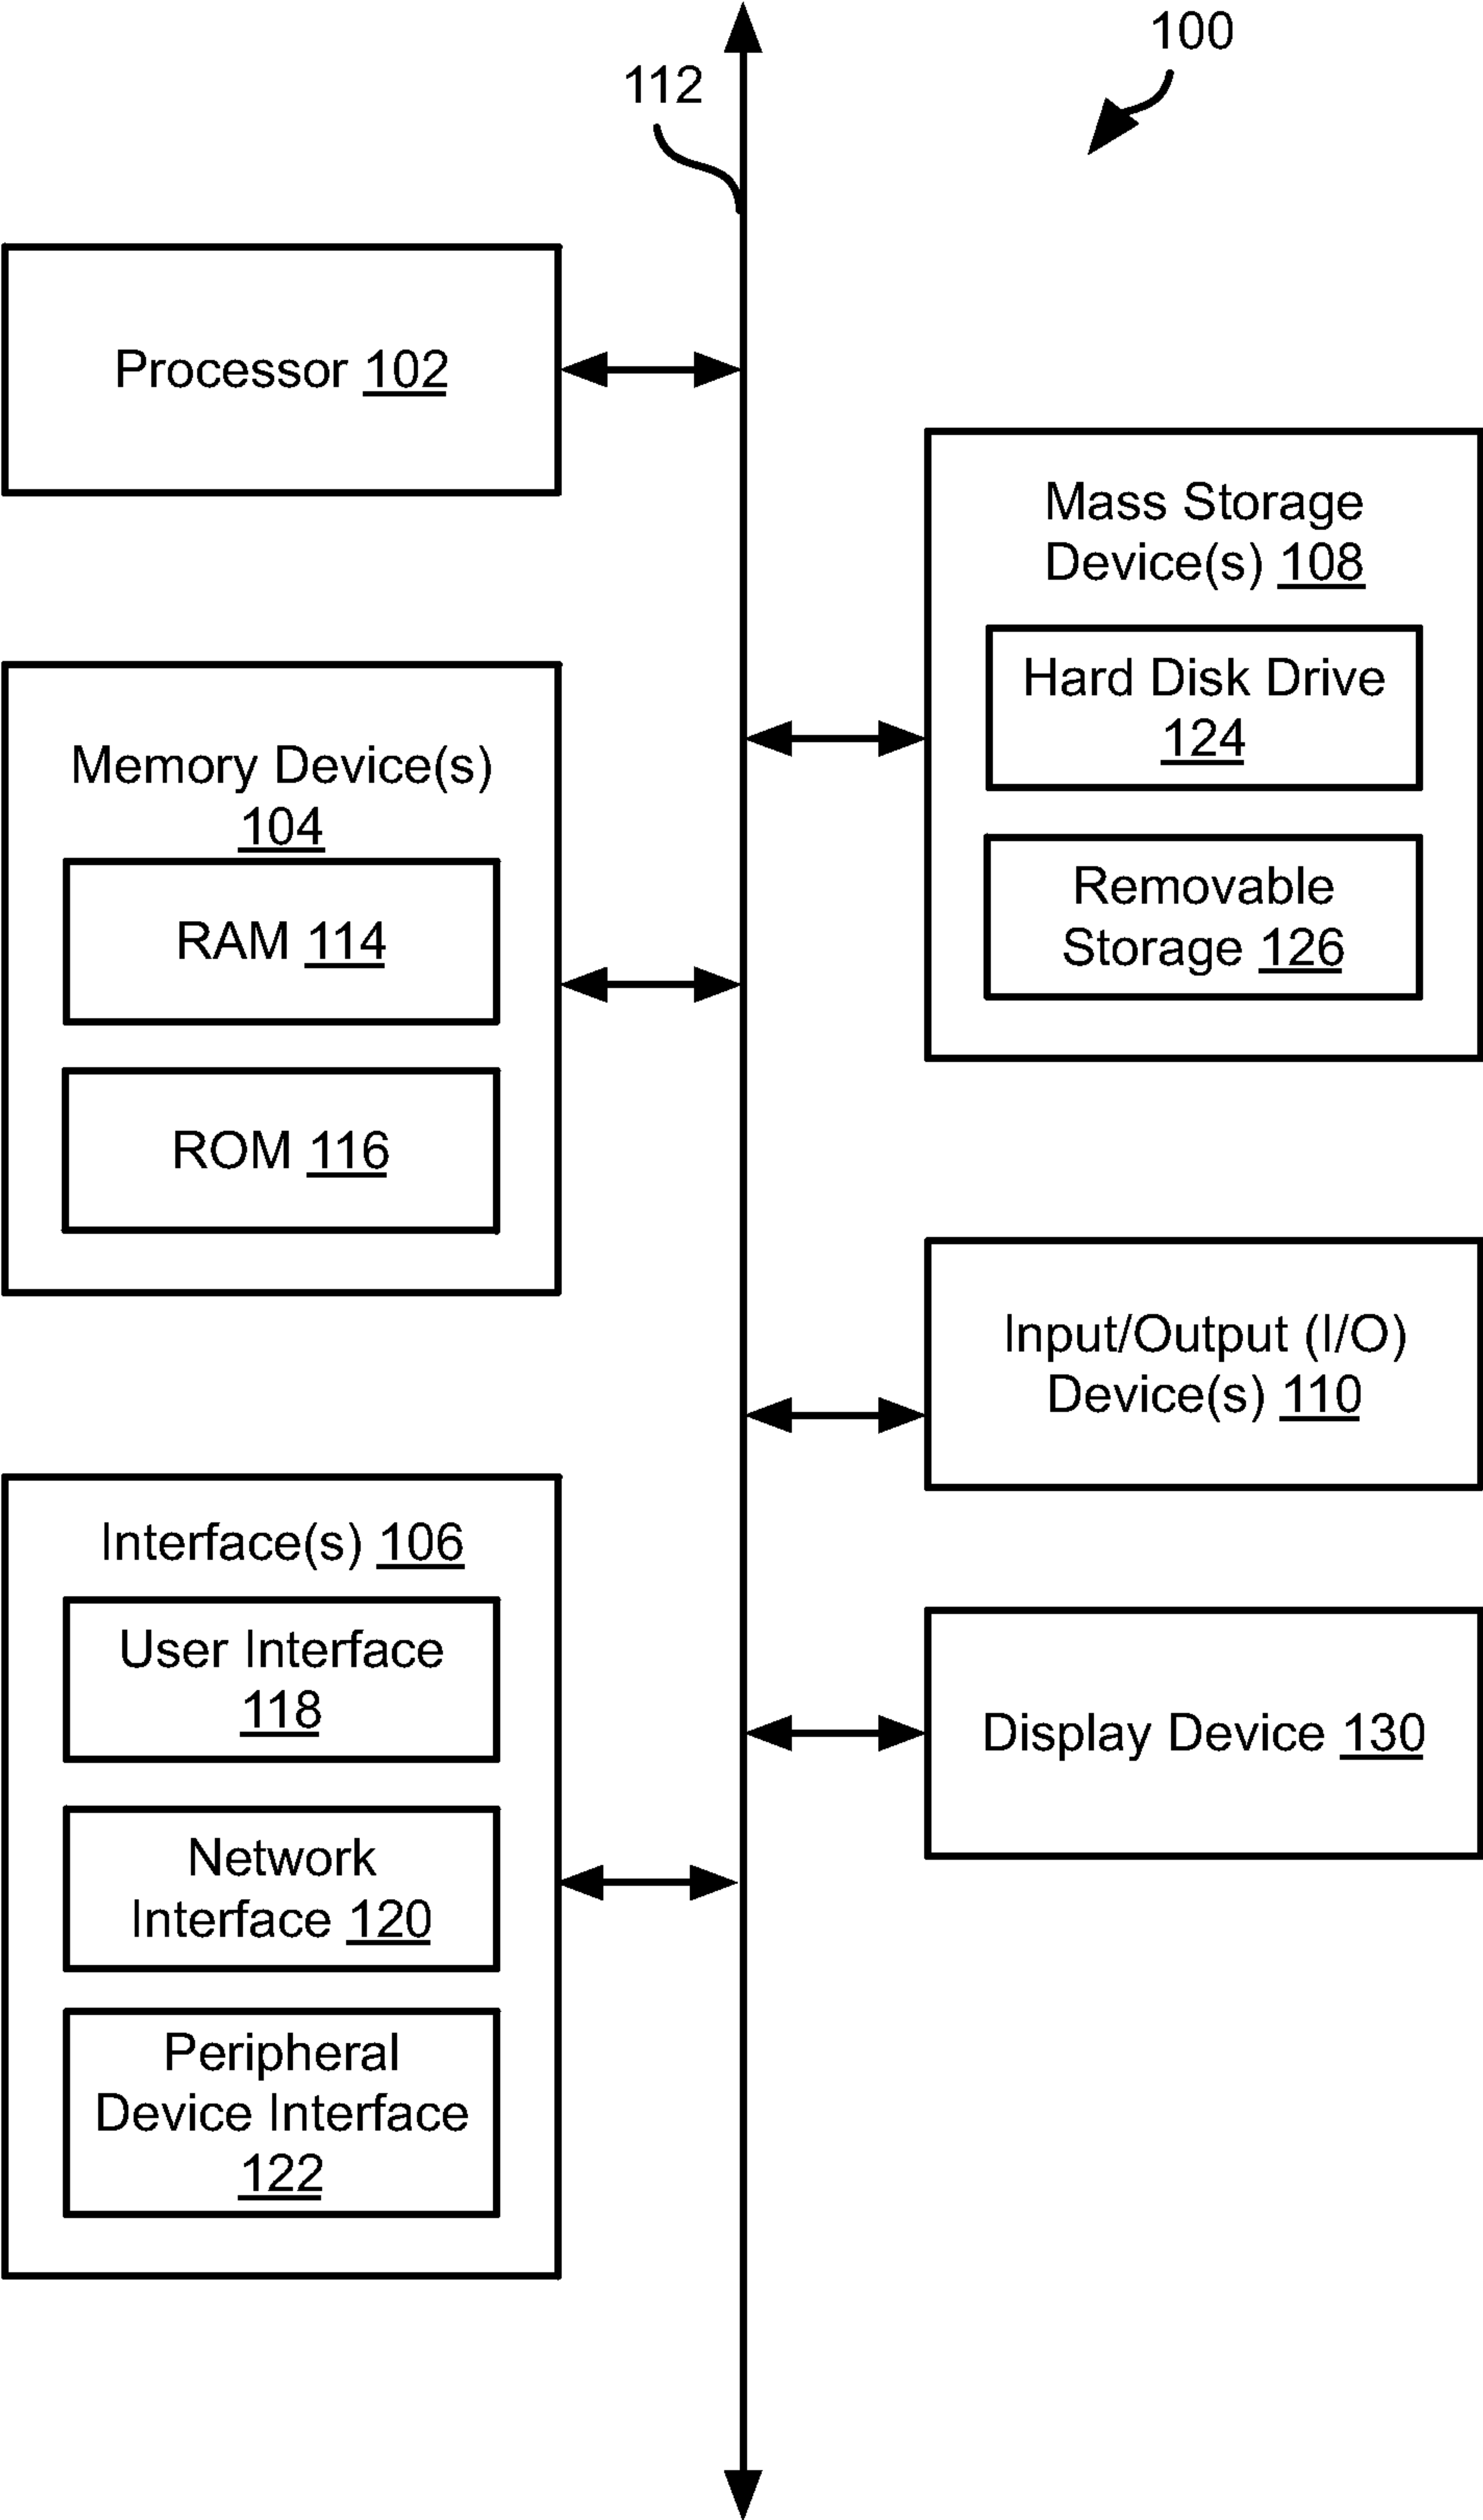 100
112
Processor 102
Mass Storage
Device(s) 108
Hard Disk Drive
124
Removable
Storage 126
Memory Device(s)
104
RAM 114
ROM 116
Input/Output (I/O)
Device(s) 110
Interface(s) 106
User Interface
118
Network
Interface 120
Peripheral
Device Interface
122
Display Device 130